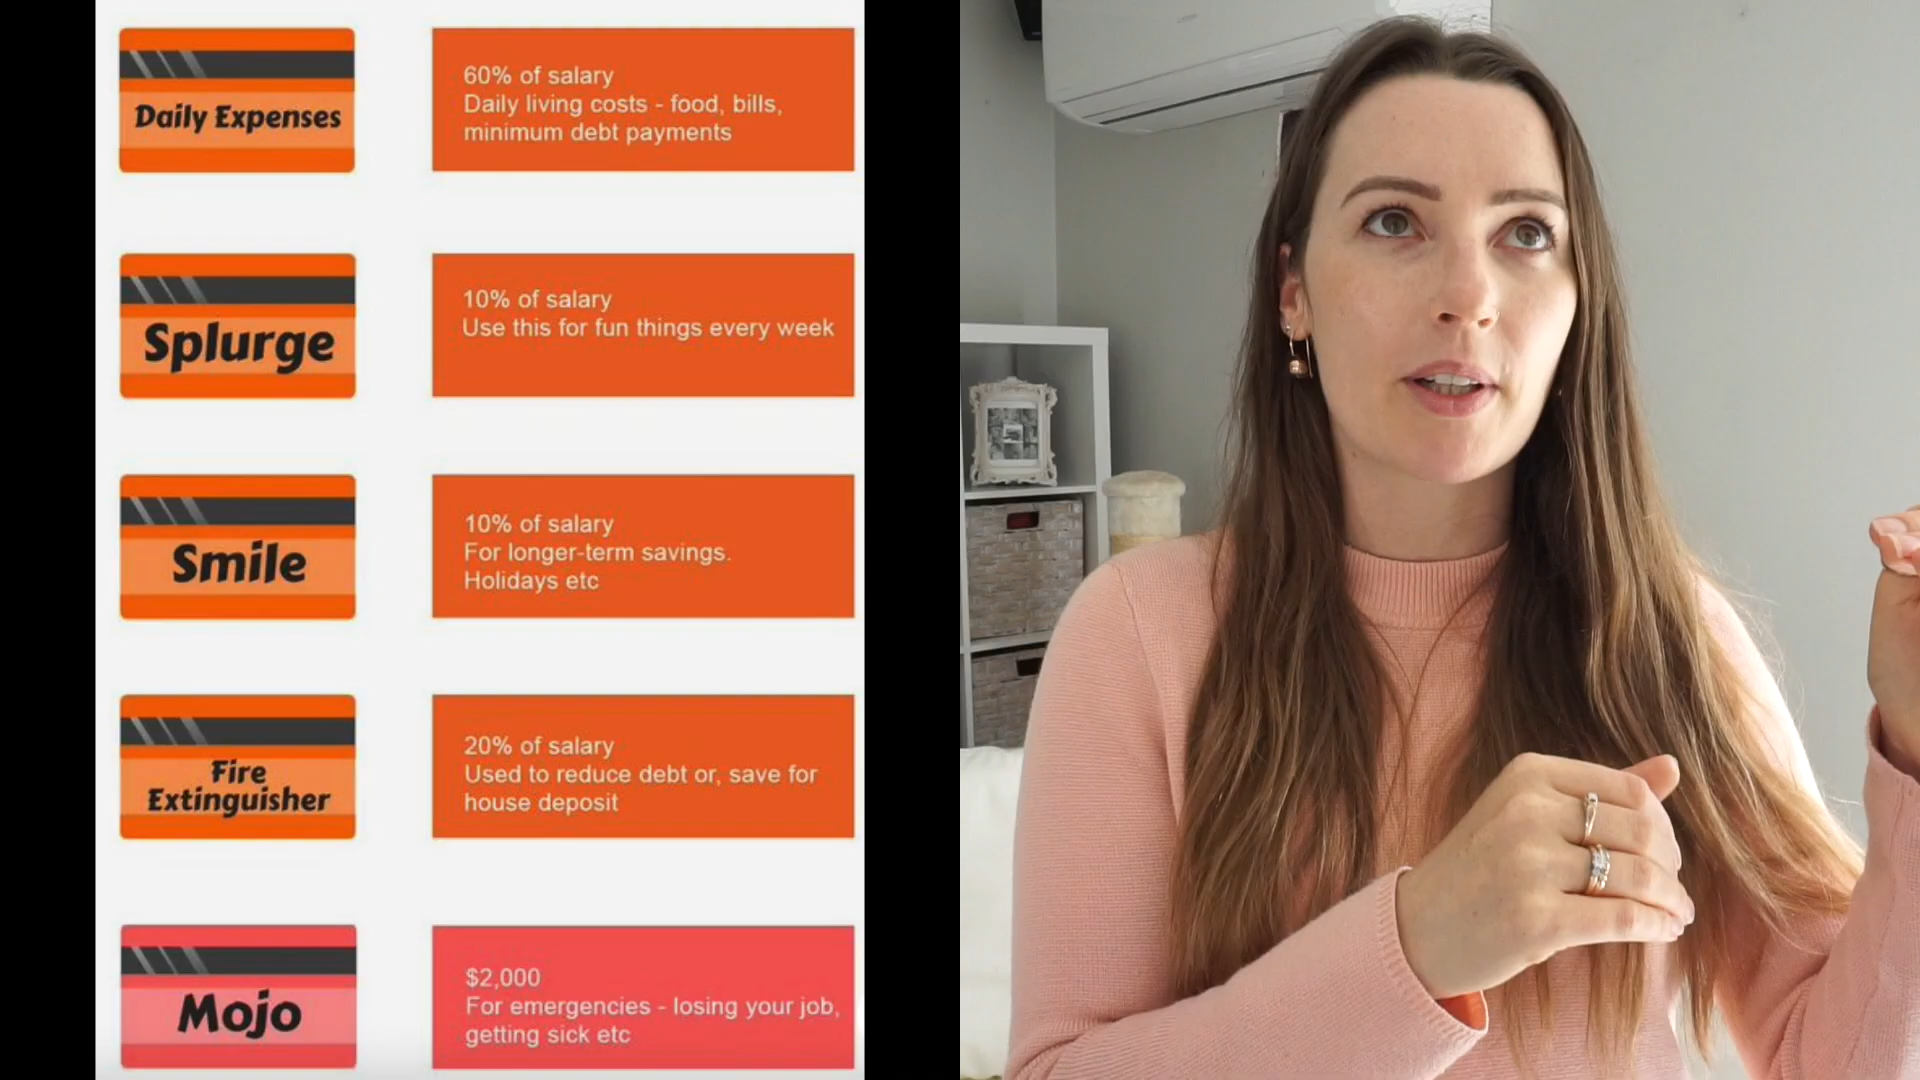 Daily Expenses
60% of salary
Daily living costs - food, bills,
minimum debt payments
Splurge
10% of salary
Use this for fun things every week
Smile
10% of salary
For longer-term savings.
Holidays etc
Fire
Extinguisher
20% of salary
Used to reduce debt or, save for
house deposit
Mojo
$2,000
For emergencies - losing your job,
getting sick etc